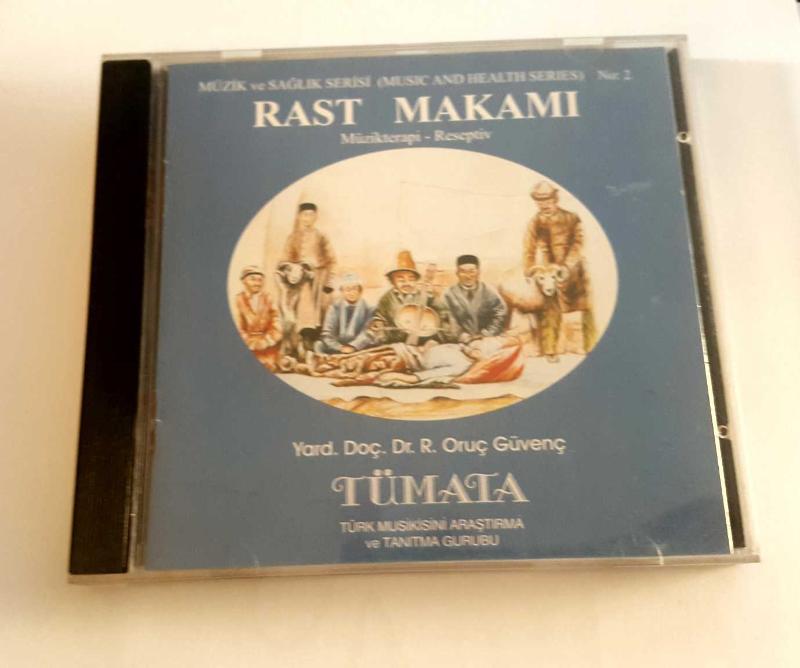 MÜZİK ve SAĞLIK SERİSİ (MUSIC AND HEALTH SERIES) No: 2
RAST MAKAMI
Müzikterapi - Reseptiv
Yard. Doç. Dr. R. Oruç Güvenç
TÜMATA
TÜRK MUSIKISINI ARAŞTIRMA
ve TANITMA GURUBU